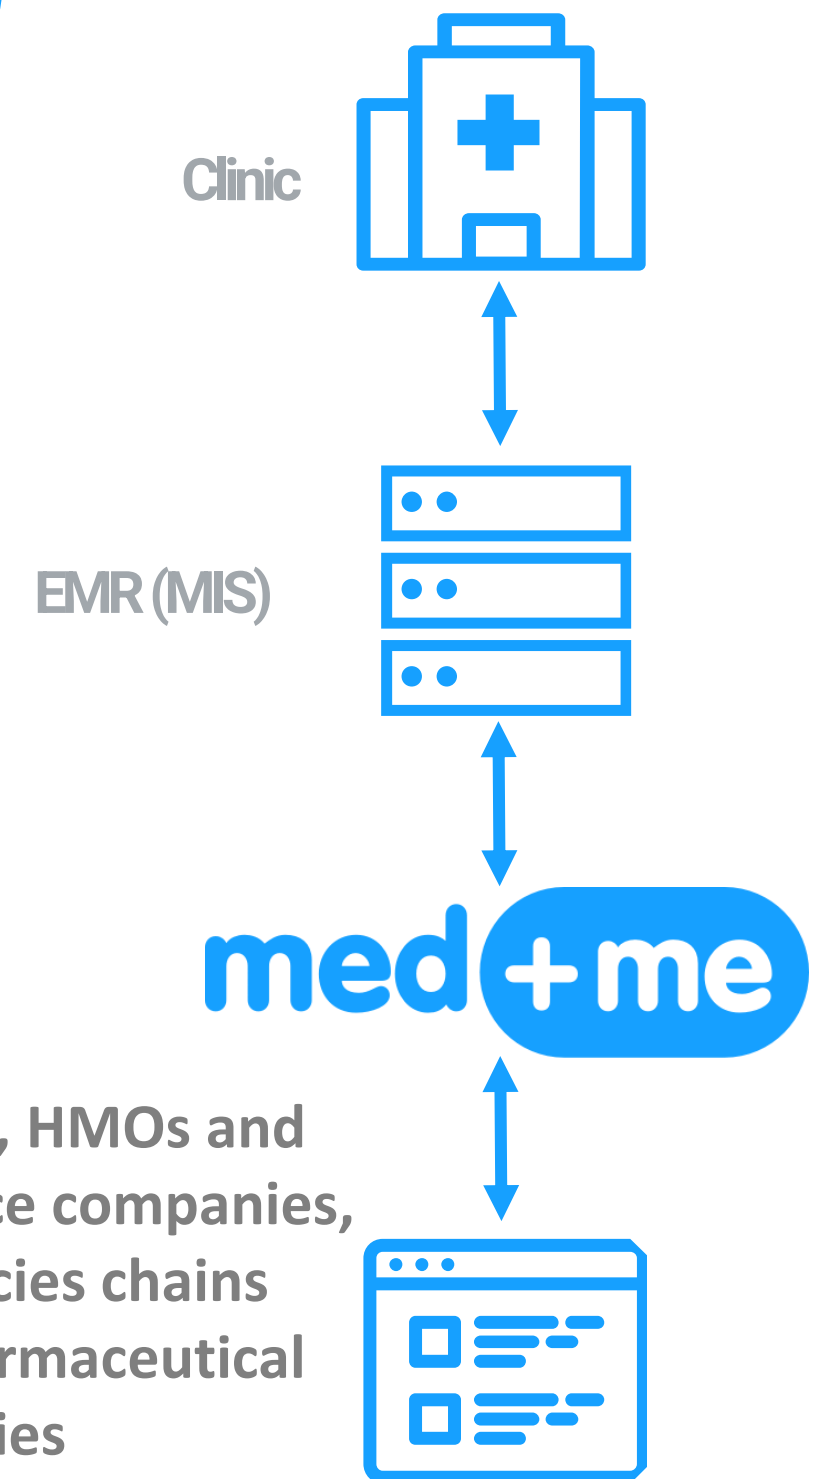 Clinic
EMR (MIS)
med+me
, HMOs and
ce companies,
cies chains
rmaceutical
ies